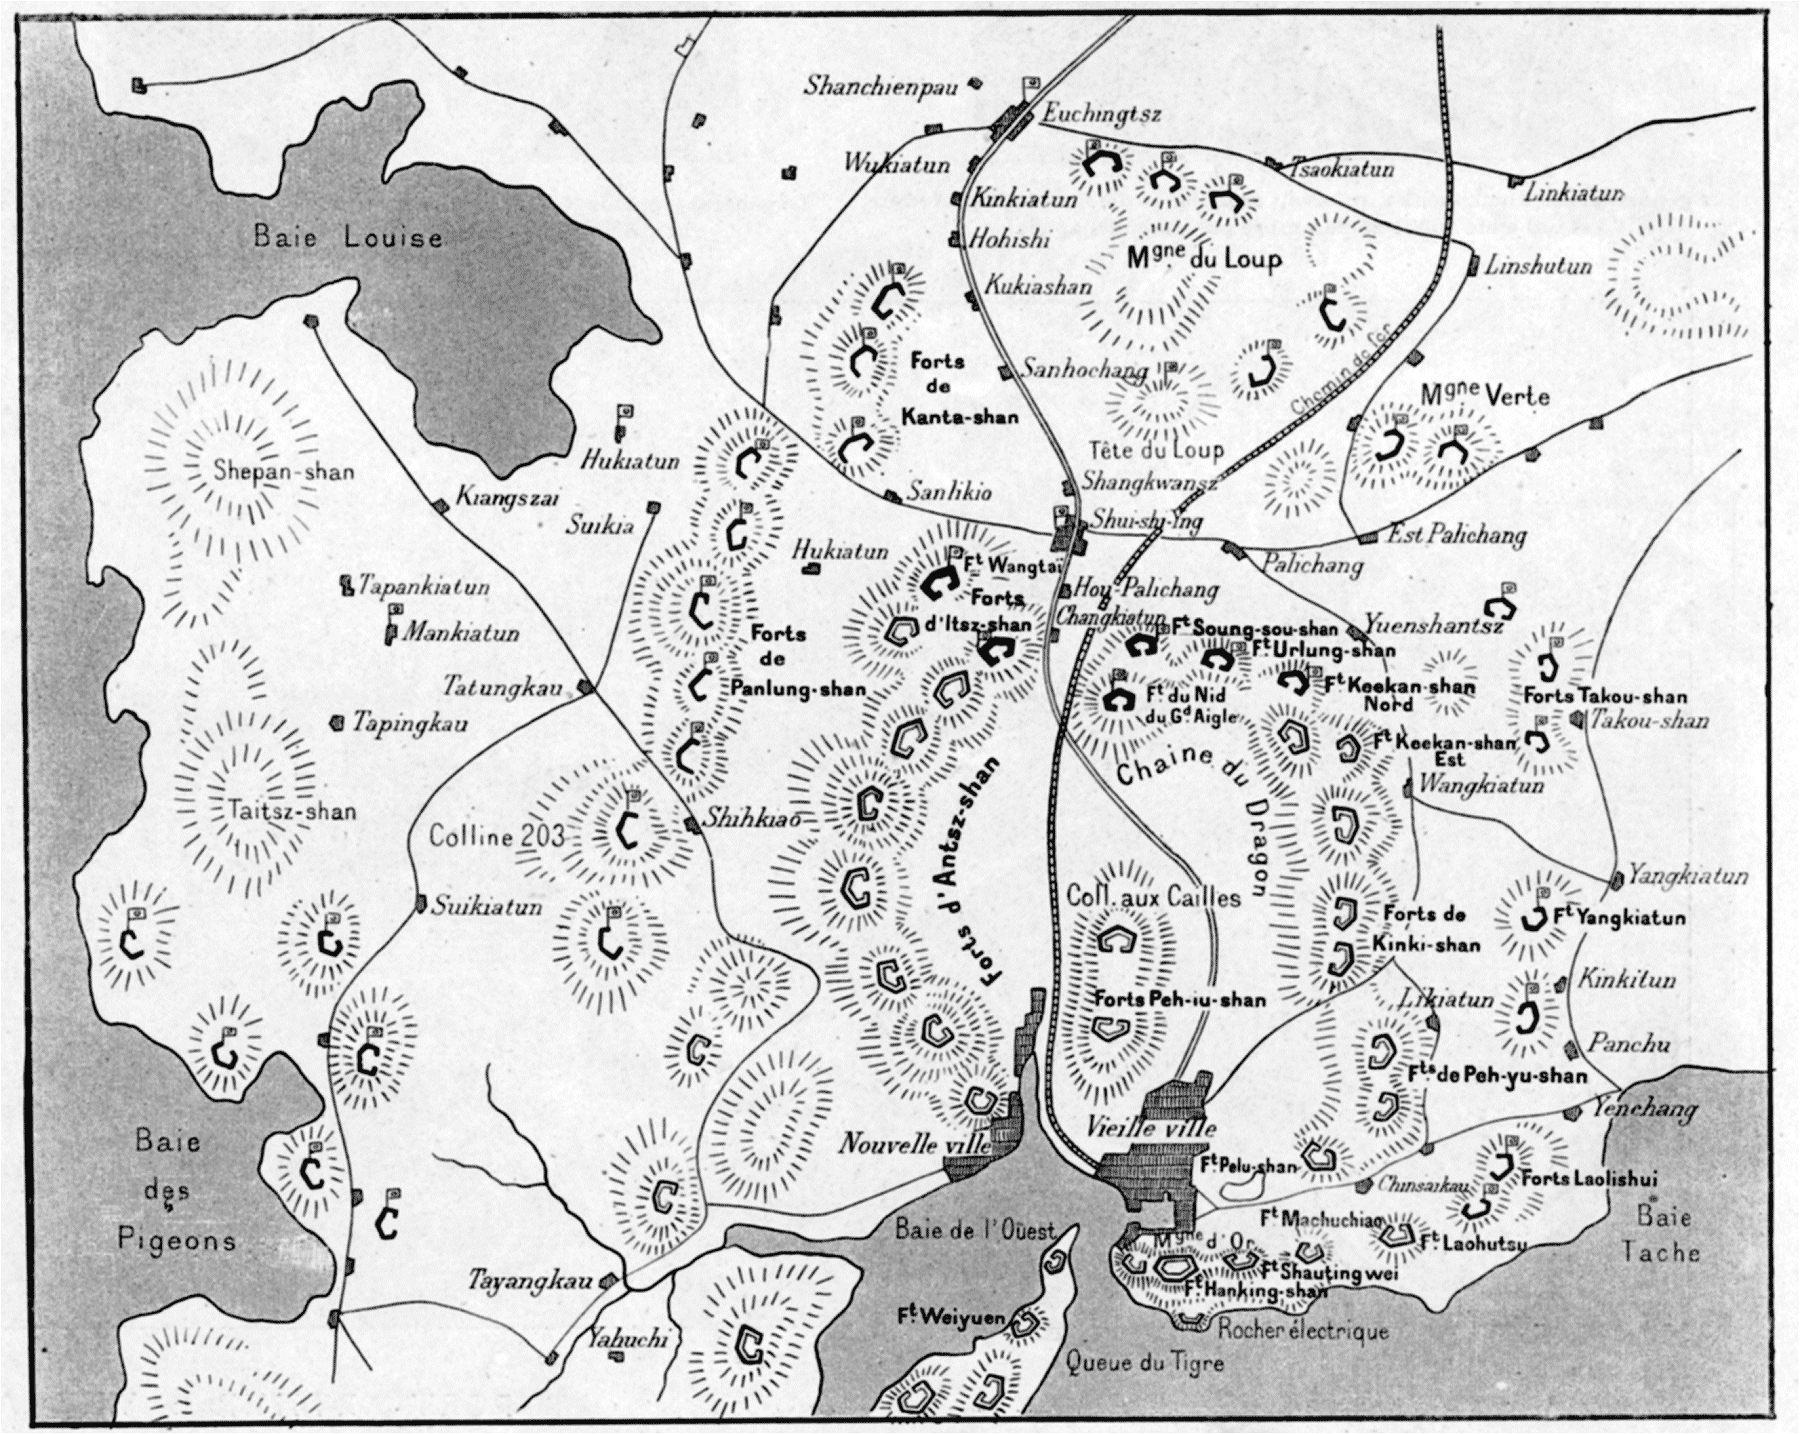 Shanchienpau
Euchingtsz
Wukiatun
Tsaokiatun
Kinkiatun
Linkiatun
Hohishi
Baie Louise
Mgne du Loup
Linshutun
Kukiashan
Forts
de
Kanta-shan
Sanhochang
Chemin de fer
Mgne Verte
Hukiatun
Tête du Loup
Shepan-shan
Kiangszai
Sanlikio
Shangkwansz
Suikia
Shui-shi-ing
Est Palichang
Hukiatun
Palichang
Ft Wangtai
Tapankiatun
Hou-Palichang
Forts
d'Itsz-shan
Changkiatun
Mankiatun
Ft Soung-sou-shan
Yuenshantsz
Ft Urlung-shan
Forts
de
Panlung-shan
Tatungkau
Ft du Nid
du Gd Aigle
Ft Keekan-shan
Nord
Forts Takou-shan
Takou-shan
Tapingkau
Ft Keekan-shan
Est
Chaine du Dragon
Wangkiatun
Taitsz-shan
Shihkiao
Colline 203
Forts d'Antsz-shan
Yangkiatun
Coll. aux Cailles
Suikiatun
Forts de
Kinki-shan
Ft Yangkiatun
Kinkitun
Forts Peh-iu-shan
Likiatun
Panchu
Fts de Peh-yu-shan
Yenchang
Baie
des
Pigeons
Nouvelle ville
Vieille ville
Ft Pelu-shan
Chinsaikau
Forts Laolishui
Baie
Tache
Baie de l'Ouest
Ft Machuchiao
Mgne d'Or
Ft Laohutsu
Tayangkau
Ft Shauting wei
Ft Hanking-shan
Ft Weiyuen
Rocher électrique
Yahuchi
Queue du Tigre